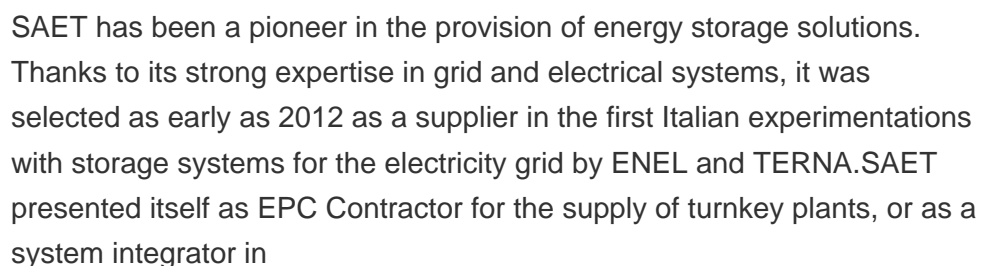 SAET has been a pioneer in the provision of energy storage solutions.
Thanks to its strong expertise in grid and electrical systems, it was
selected as early as 2012 as a supplier in the first Italian experimentations
with storage systems for the electricity grid by ENEL and TERNA.SAET
presented itself as EPC Contractor for the supply of turnkey plants, or as a
system integrator in